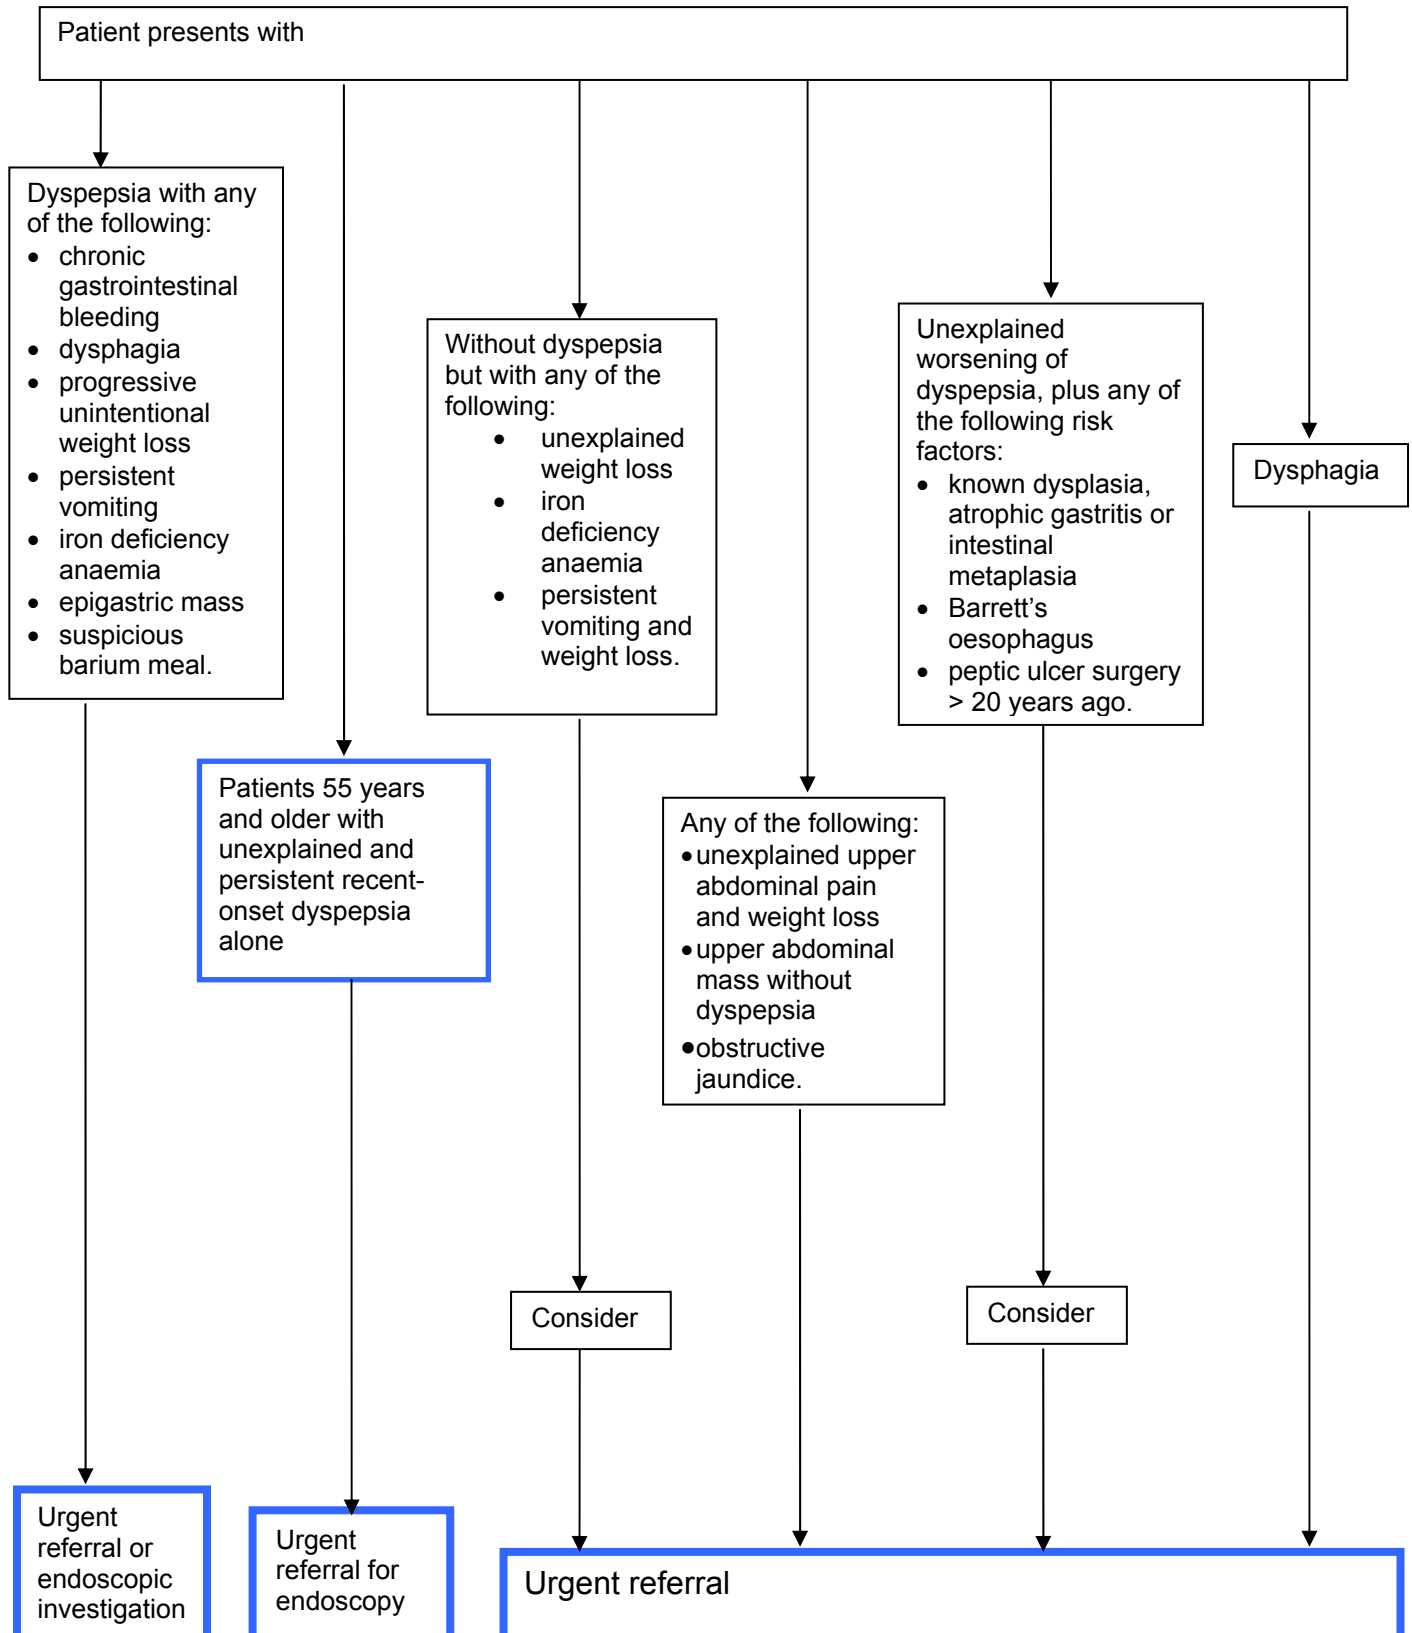 Patient presents with
Dyspepsia with any
of the following:
• chronic
gastrointestinal
bleeding
• dysphagia
• progressive
unintentional
weight loss
• persistent
vomiting
• iron deficiency
anaemia
• epigastric mass
• suspicious
barium meal.
Patients 55 years
and older with
unexplained and
persistent recent-
onset dyspepsia
alone
Without dyspepsia
but with any of the
following:
• unexplained
weight loss
• iron
deficiency
anaemia
• persistent
vomiting and
weight loss.
Any of the following:
• unexplained upper
abdominal pain
and weight loss
• upper abdominal
mass without
dyspepsia
• obstructive
jaundice.
Unexplained
worsening of
dyspepsia, plus any of
the following risk
factors:
• known dysplasia,
atrophic gastritis or
intestinal
metaplasia
• Barrett’s
oesophagus
• peptic ulcer surgery
> 20 years ago.
Dysphagia
Consider
Consider
Urgent
referral or
endoscopic
investigation
Urgent
referral for
endoscopy
Urgent referral